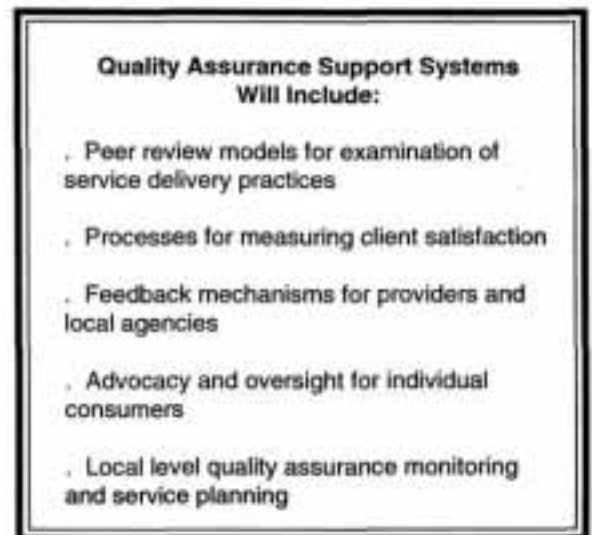 Quality Assurance Support Systems
Will Include:
. Peer review models for examination of
service delivery practices
. Processes for measuring client satisfaction
. Feedback mechanisms for providers and
local agencies
. Advocacy and oversight for individual
consumers
. Local level quality assurance monitoring
and service planning